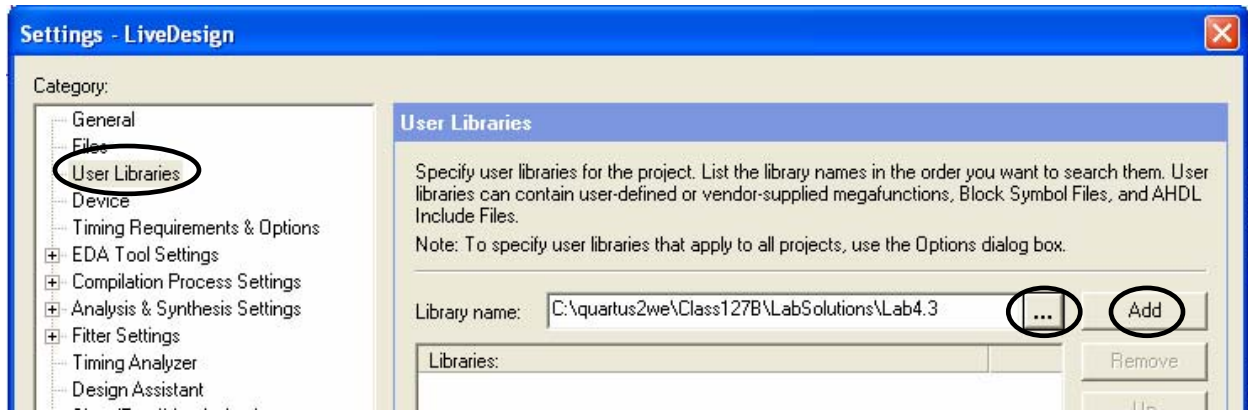 Settings - LiveDesign
Category:
General
Files
User Libraries
Device
Timing Requirements & Options
EDA Tool Settings
Compilation Process Settings
Analysis & Synthesis Settings
Fitter Settings
Timing Analyzer
Design Assistant
User Libraries
Specify user libraries for the project. List the library names in the order you want to search them. User
libraries can contain user-defined or vendor-supplied megafunctions, Block Symbol Files, and AHDL
Include Files.
Note: To specify user libraries that apply to all projects, use the Options dialog box.
Library name: C:\quartus2we\Class127B\LabSolutions\Lab4.3 ... Add
Libraries:
Remove
Up